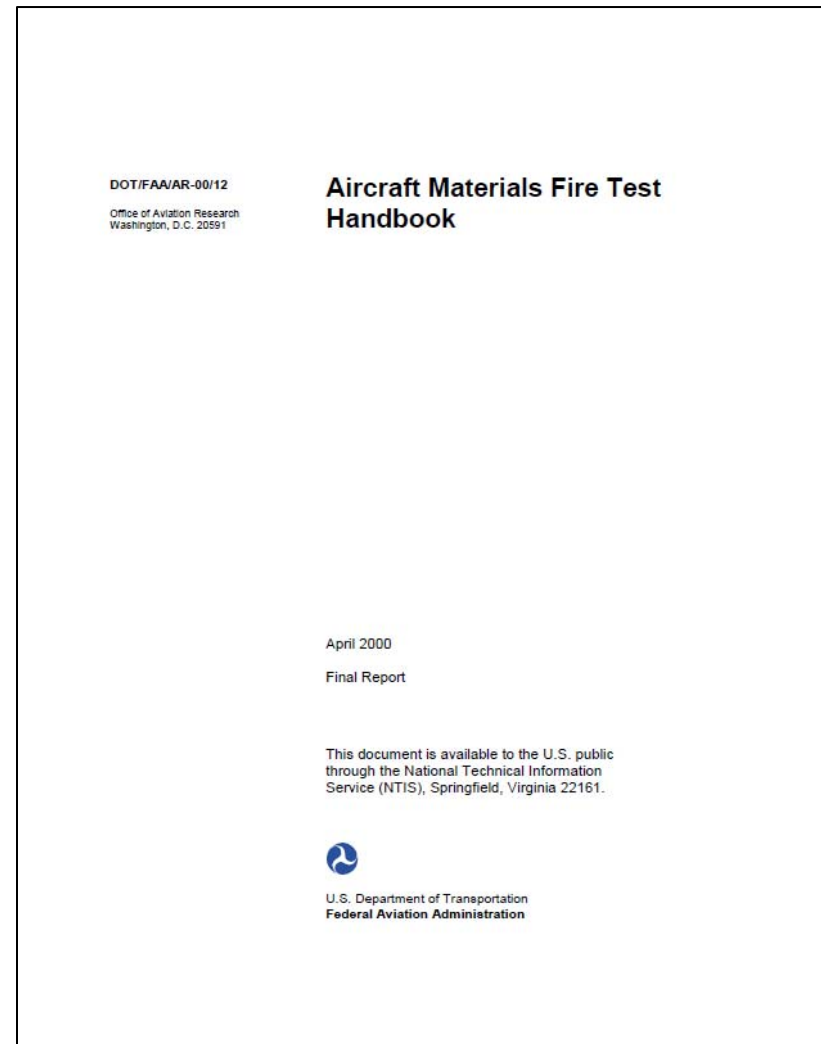 DOT/FAA/AR-00/12
Office of Aviation Research
Washington, D.C. 20591
Aircraft Materials Fire Test
Handbook
April 2000
Final Report
This document is available to the U.S. public
through the National Technical Information
Service (NTIS), Springfield, Virginia 22161.
U.S. Department of Transportation
Federal Aviation Administration